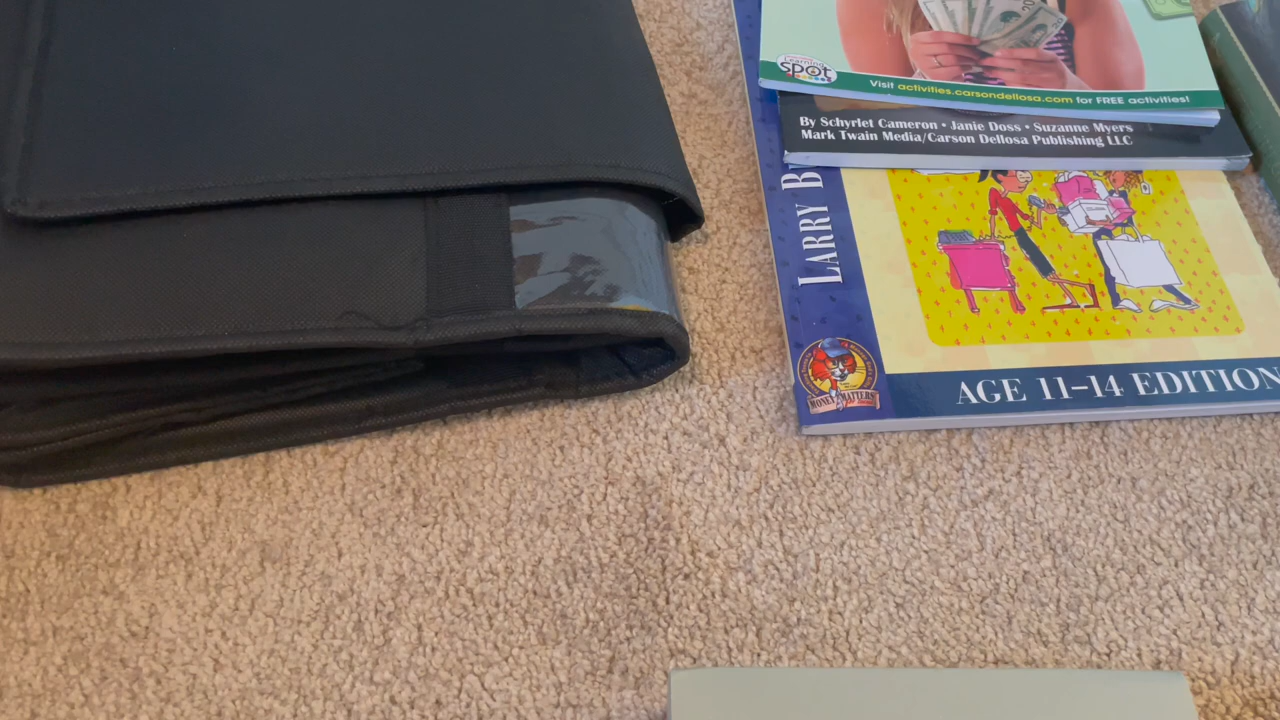 Learning
spot
Visit activities.carsondellosa.com for FREE activities!
By Schyrlet Cameron • Janie Doss • Suzanne Myers
Mark Twain Media/Carson Dellosa Publishing LLC
LARRY
AGE 11–14 EDITION
MONEY MATTERS